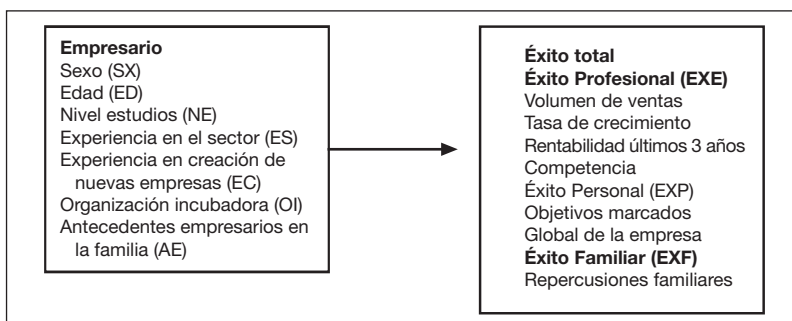 Empresario
Sexo (SX)
Edad (ED)
Nivel estudios (NE)
Experiencia en el sector (ES)
Experiencia en creación de
nuevas empresas (EC)
Organización incubadora (OI)
Antecedentes empresarios en
la familia (AE)
Éxito total
Éxito Profesional (EXE)
Volumen de ventas
Tasa de crecimiento
Rentabilidad últimos 3 años
Competencia
Éxito Personal (EXP)
Objetivos marcados
Global de la empresa
Éxito Familiar (EXF)
Repercusiones familiares